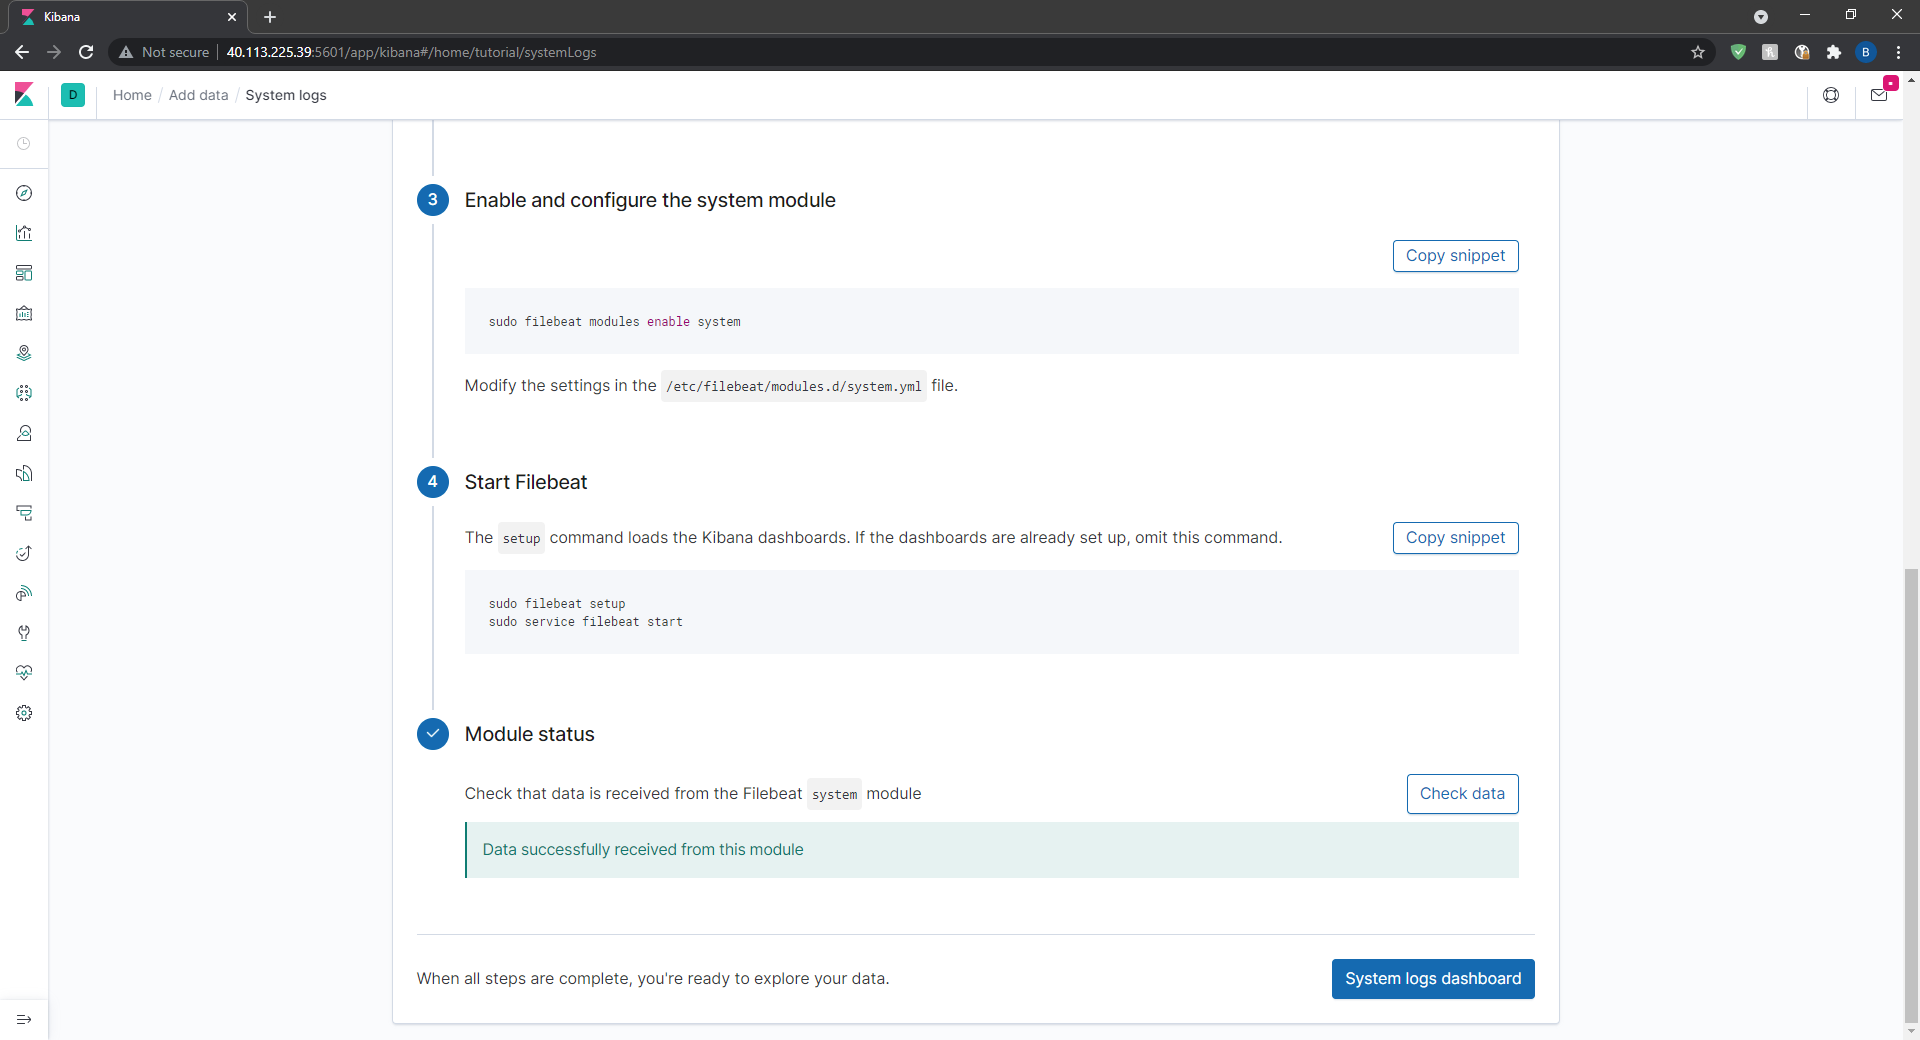 Kibana
Not secure 40.113.225.39:5601/app/kibana#/home/tutorial/systemLogs
B
D Home / Add data / System logs
3 Enable and configure the system module
Copy snippet
sudo filebeat modules enable system
Modify the settings in the /etc/filebeat/modules.d/system.yml file.
4 Start Filebeat
The setup command loads the Kibana dashboards. If the dashboards are already set up, omit this command. Copy snippet
sudo filebeat setup
sudo service filebeat start
Module status
Check that data is received from the Filebeat system module Check data
Data successfully received from this module
When all steps are complete, you're ready to explore your data. System logs dashboard